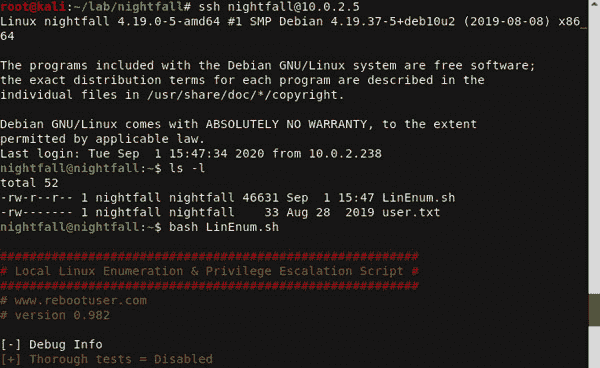 root@kali:~/lab/nightfall# ssh nightfall@10.0.2.5
Linux nightfall 4.19.0-5-amd64 #1 SMP Debian 4.19.37-5+deb10u2 (2019-08-08) x86_
64
The programs included with the Debian GNU/Linux system are free software;
the exact distribution terms for each program are described in the
individual files in /usr/share/doc/*/copyright.
Debian GNU/Linux comes with ABSOLUTELY NO WARRANTY, to the extent
permitted by applicable law.
Last login: Tue Sep  1 15:47:34 2020 from 10.0.2.238
nightfall@nightfall:~$ ls -l
total 52
-rw-r--r-- 1 nightfall nightfall 46631 Sep  1 15:47 LinEnum.sh
-rw------- 1 nightfall nightfall    33 Aug 28  2019 user.txt
nightfall@nightfall:~$ bash LinEnum.sh
#########################################################
# Local Linux Enumeration & Privilege Escalation Script #
#########################################################
# www.rebootuser.com
# version 0.982
[-] Debug Info
[+] Thorough tests = Disabled